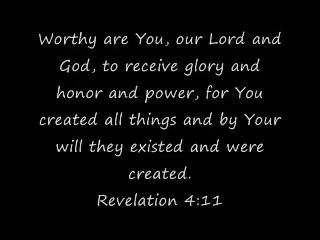 Worthy are You, our Lord and
God, to receive glory and
honor and power, for You
created all things and by Your
will they existed and were
created.
Revelation 4:11